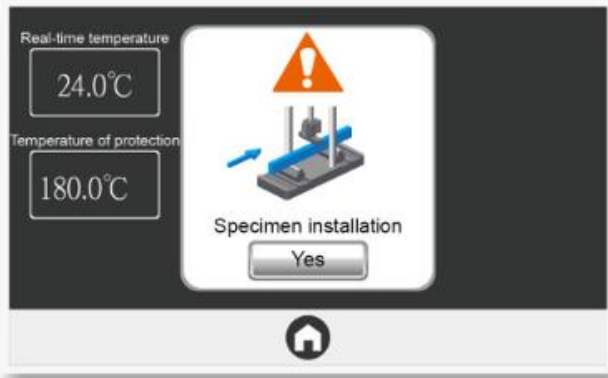 Real-time temperature
24.0℃
Temperature of protection
180.0℃
Specimen installation
Yes